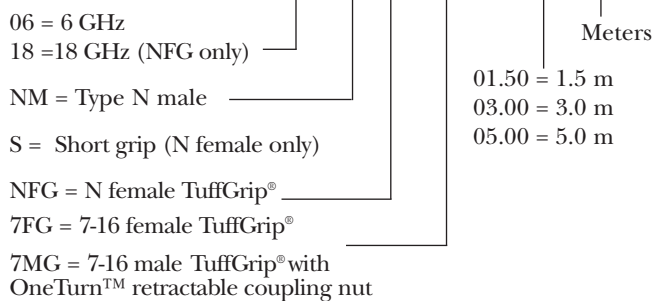 06 = 6 GHz
18 =18 GHz (NFG only)
NM = Type N male
S = Short grip (N female only)
NFG = N female TuffGrip®
7FG = 7-16 female TuffGrip®
7MG = 7-16 male TuffGrip® with
OneTurn™ retractable coupling nut
Meters
01.50 = 1.5 m
03.00 = 3.0 m
05.00 = 5.0 m